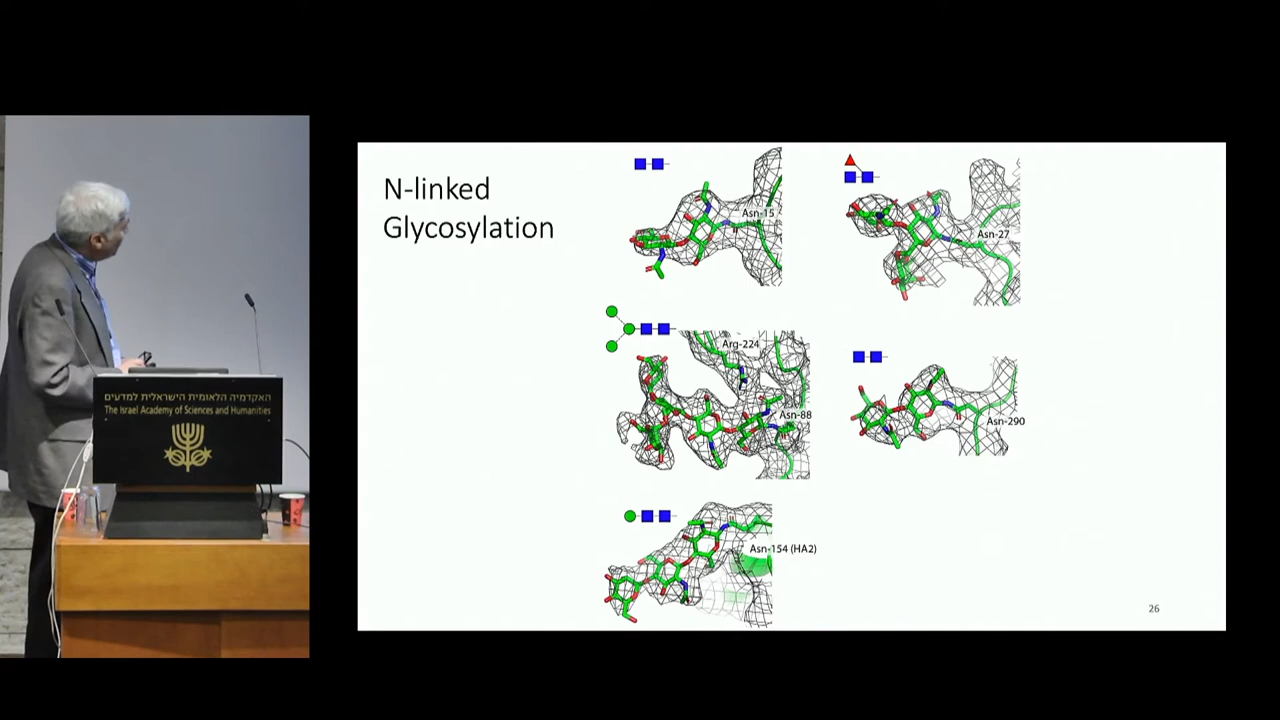 N-linked
Glycosylation
Asn-15
Asn-27
Arg-224
Asn-88
Asn-290
Asn-154 (HA2)
26
האקדמיה הלאומית הישראלית למדעים
The Israel Academy of Sciences and Humanities